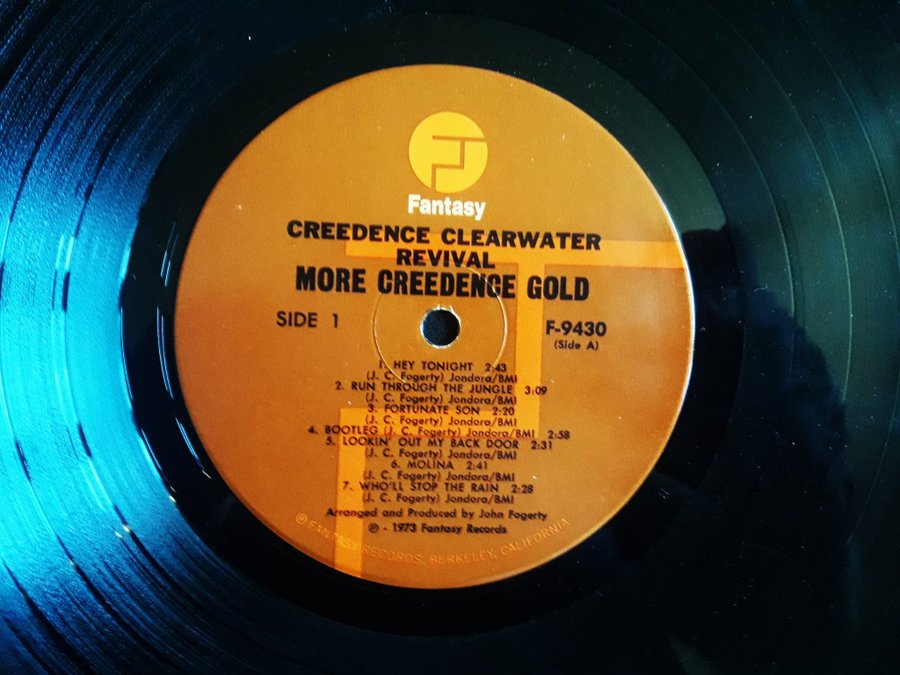 Fantasy
CREEDENCE CLEARWATER
REVIVAL
MORE CREEDENCE GOLD
SIDE 1
F-9430
(Side A)
1. HEY TONIGHT 2:43
(J. C. Fogerty) Jondora/BMI
2. RUN THROUGH THE JUNGLE 3:09
(J. C. Fogerty) Jondora/BMI
3. FORTUNATE SON 2:20
(J. C. Fogerty) Jondora/BMI
4. BOOTLEG (J. C. Fogerty) Jondora/BMI 2:58
5. LOOKIN' OUT MY BACK DOOR 2:31
(J. C. Fogerty) Jondora/BMI
6. MOLINA 2:41
(J. C. Fogerty) Jondora/BMI
7. WHO'LL STOP THE RAIN 2:28
(J. C. Fogerty) Jondora/BMI
Arranged and Produced by John Fogerty
℗ - 1973 Fantasy Records
℗ FANTASY RECORDS, BERKELEY, CALIFORNIA